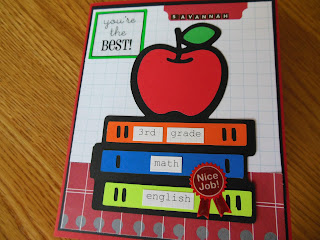 SAVANNAH
you're
the
BEST!
3rd grade
math
english
Nice
Job!